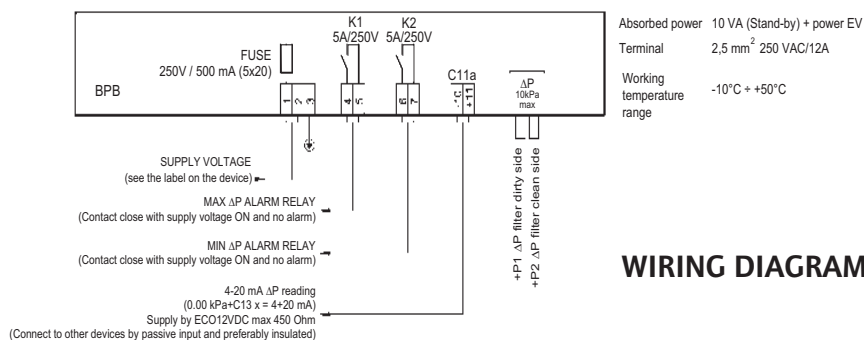 K1
5A/250V
K2
5A/250V
FUSE
250V / 500 mA (5x20)
C11a
BPB
1
2
3
4
5
6
7
-°C
+11
ΔP
10kPa
max
Absorbed power 10 VA (Stand-by) + power EV
Terminal 2,5 mm² 250 VAC/12A
Working
temperature
range
-10°C ÷ +50°C
SUPPLY VOLTAGE
(see the label on the device)
MAX ΔP ALARM RELAY
(Contact close with supply voltage ON and no alarm)
MIN ΔP ALARM RELAY
(Contact close with supply voltage ON and no alarm)
4-20 mA ΔP reading
(0.00 kPa+C13 x = 4+20 mA)
Supply by ECO12VDC max 450 Ohm
(Connect to other devices by passive input and preferably insulated)
+P1 ΔP filter dirty side
+P2 ΔP filter clean side
WIRING DIAGRAM